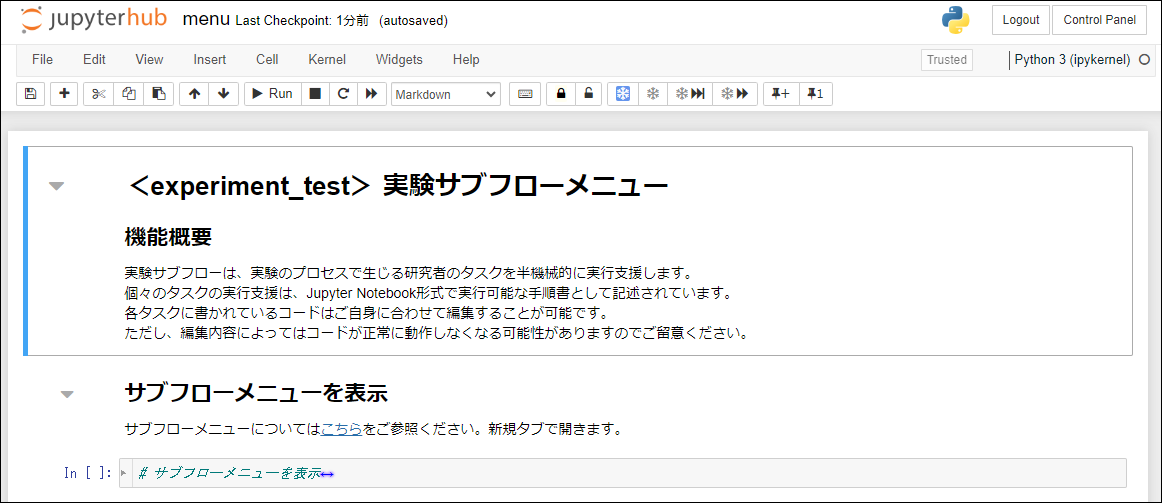 jupyterhub menu Last Checkpoint: 1分前 (autosaved) Logout Control Panel
File Edit View Insert Cell Kernel Widgets Help Trusted Python 3 (ipykernel)
Run Markdown + 1
＜experiment_test＞ 実験サブフローメニュー
機能概要
実験サブフローは、実験のプロセスで生じる研究者のタスクを半機械的に実行支援します。
個々のタスクの実行支援は、Jupyter Notebook形式で実行可能な手順書として記述されています。
各タスクに書かれているコードはご自身に合わせて編集することが可能です。
ただし、編集内容によってはコードが正常に動作しなくなる可能性がありますのでご留意ください。
サブフローメニューを表示
サブフローメニューについてはこちらをご参照ください。新規タブで開きます。
In [ ]: # サブフローメニューを表示↔